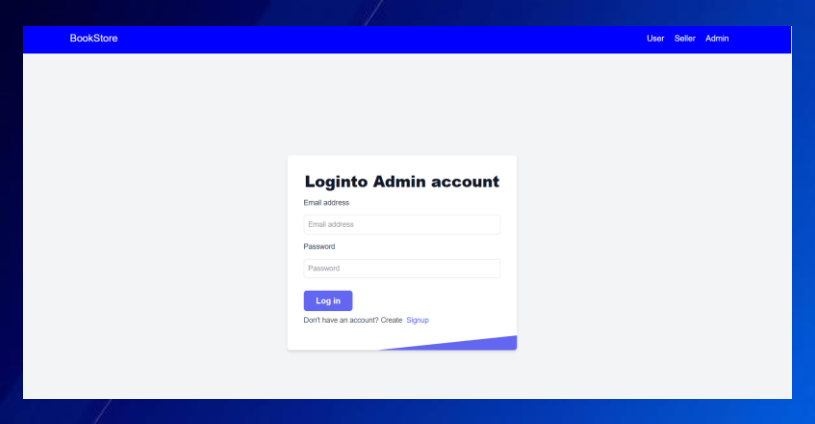 BookStore User Seller Admin
Loginto Admin account
Email address
Email address
Password
Password
Log in
Don't have an account? Create Signup